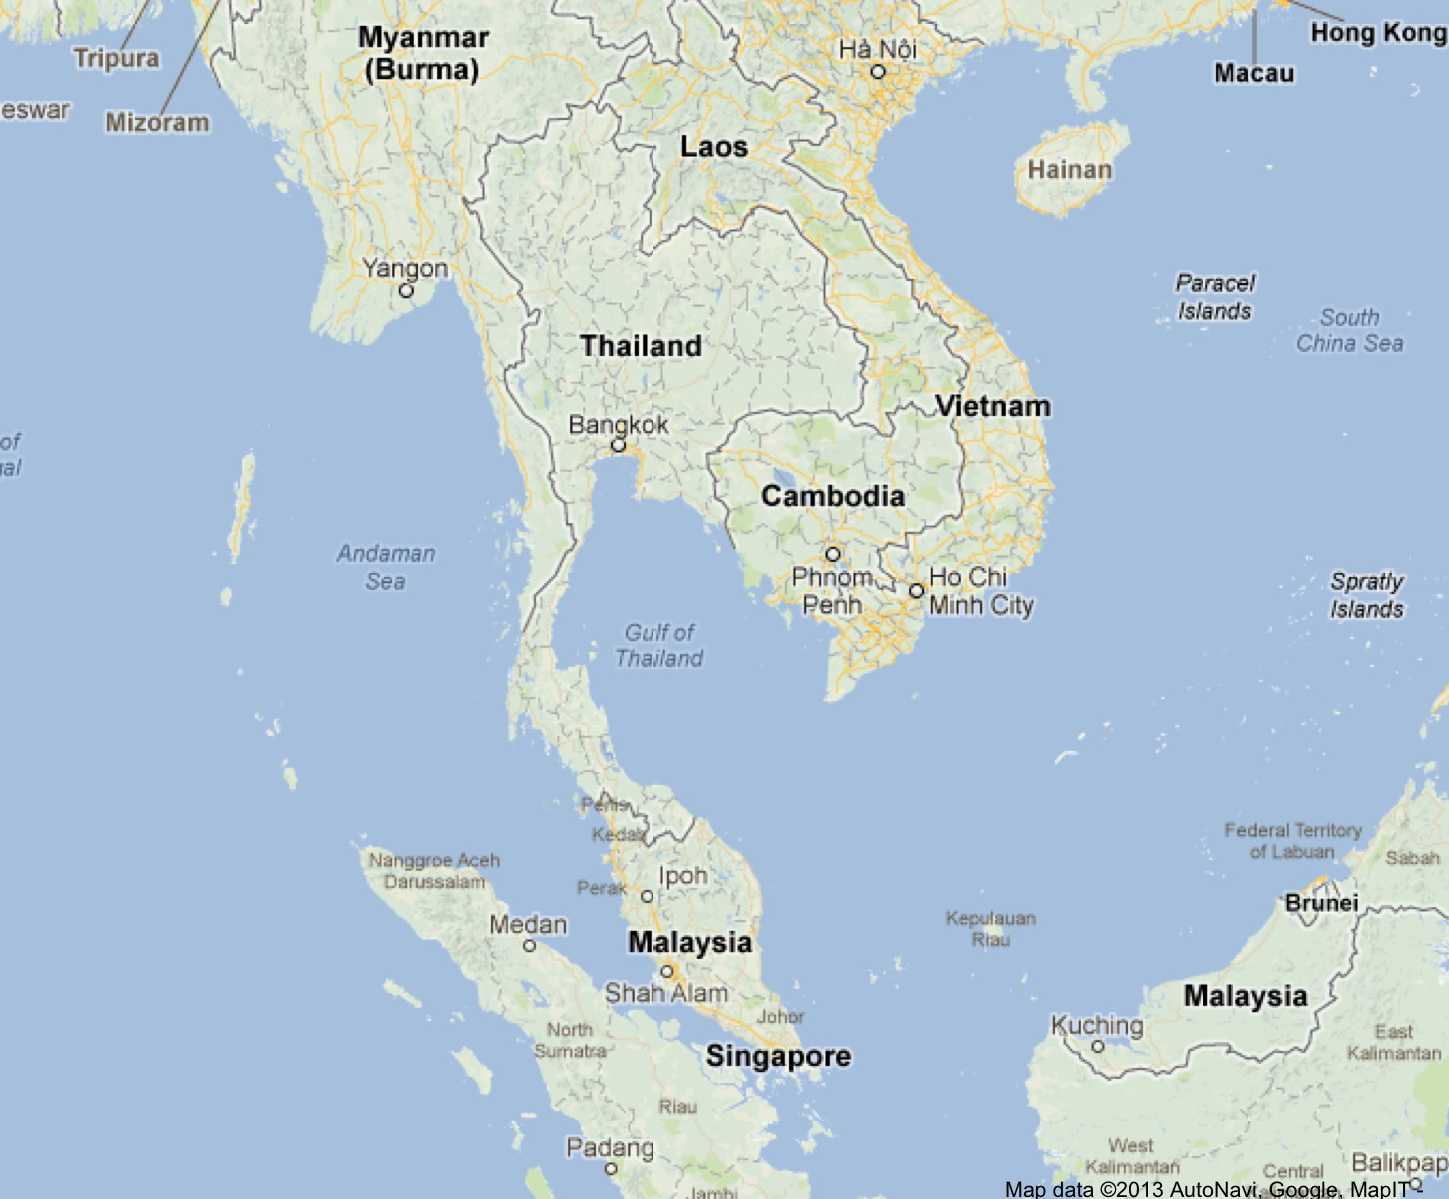 Hong Kong
Myanmar
(Burma)
Hà Nội
Tripura
Macau
eswar
Mizoram
Laos
Hainan
Yangon
Paracel
Islands
South
China Sea
Thailand
Vietnam
Bangkok
of
gal
Cambodia
Andaman
Sea
Phnom
Penh
Ho Chi
Minh City
Spratly
Islands
Gulf of
Thailand
Perlis
Kedah
Federal Territory
of Labuan
Sabah
Nanggroe Aceh
Darussalam
Ipoh
Perak
Brunei
Medan
Kepulauan
Riau
Malaysia
Shah Alam
Malaysia
Johor
Kuching
North
Sumatra
East
Kalimantan
Singapore
Riau
Padang
West
Kalimantan
Central
Balikpap
Jambi
Map data ©2013 AutoNavi, Google, MapIT -